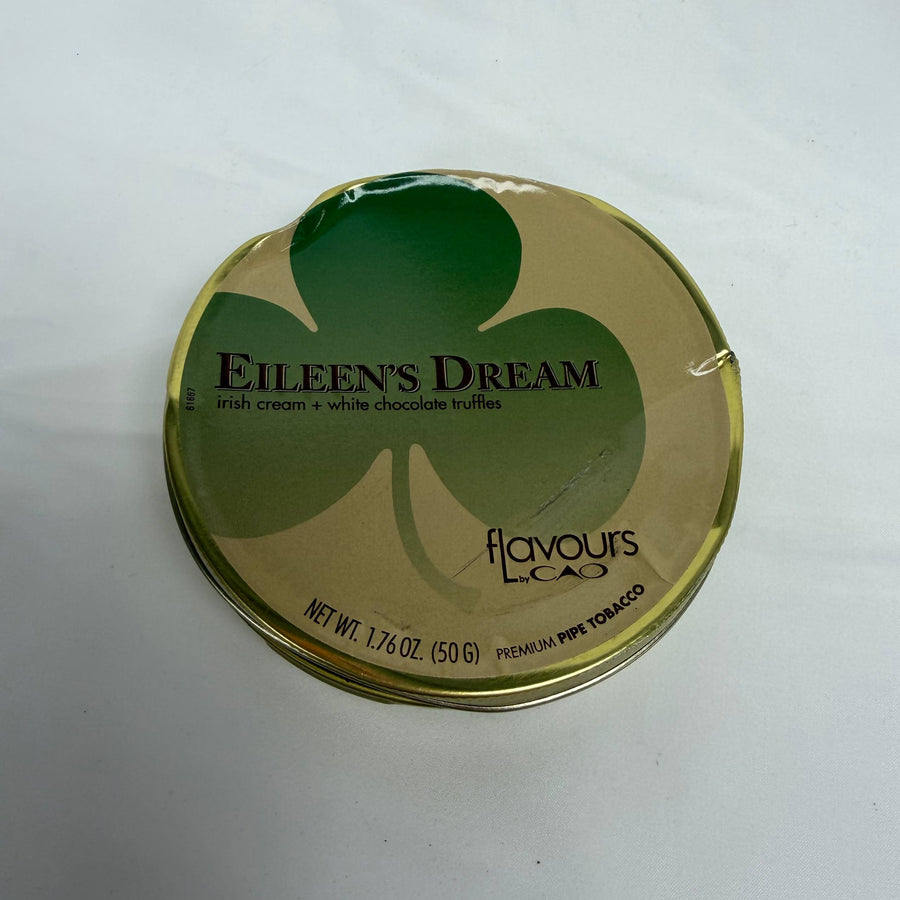 EILEEN'S DREAM
irish cream + white chocolate truffles
61667
flavours
by CAO
NET WT. 1.76 OZ. (50 G)
PREMIUM PIPE TOBACCO